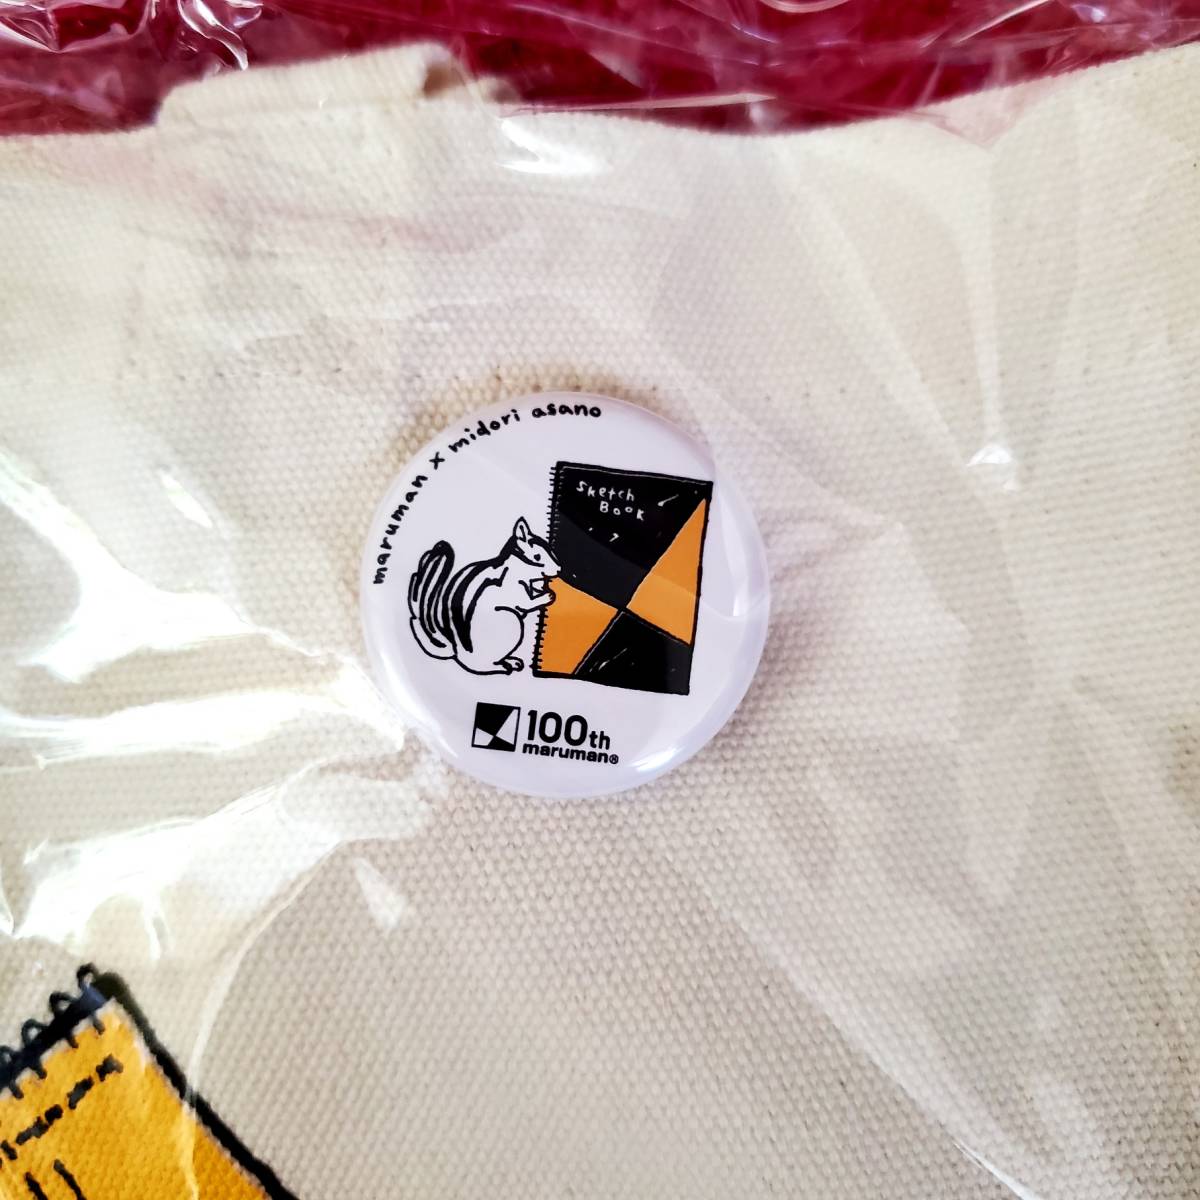 maruman x midori asano
Sketch
Book
100th
maruman®